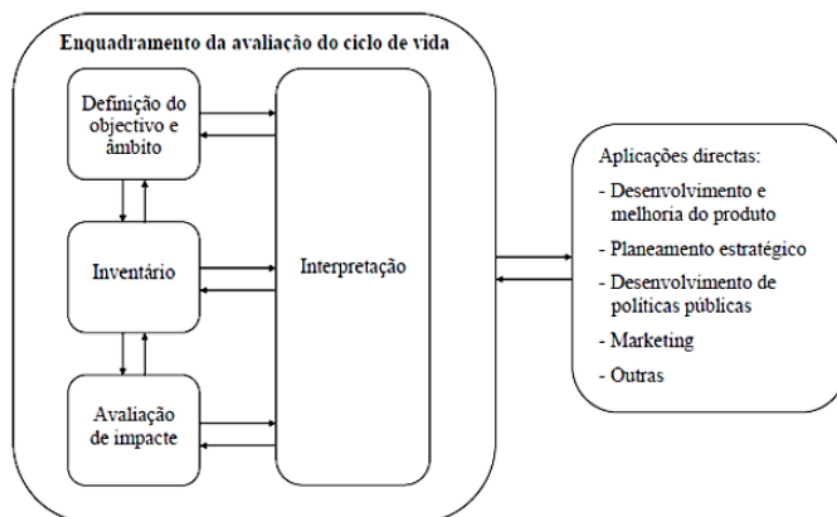 Enquadramento da avaliação do ciclo de vida
Definição do
objectivo e
âmbito
Inventário
Avaliação
de impacte
Interpretação
Aplicações directas:
- Desenvolvimento e
melhoria do produto
- Planeamento estratégico
- Desenvolvimento de
políticas públicas
- Marketing
- Outras